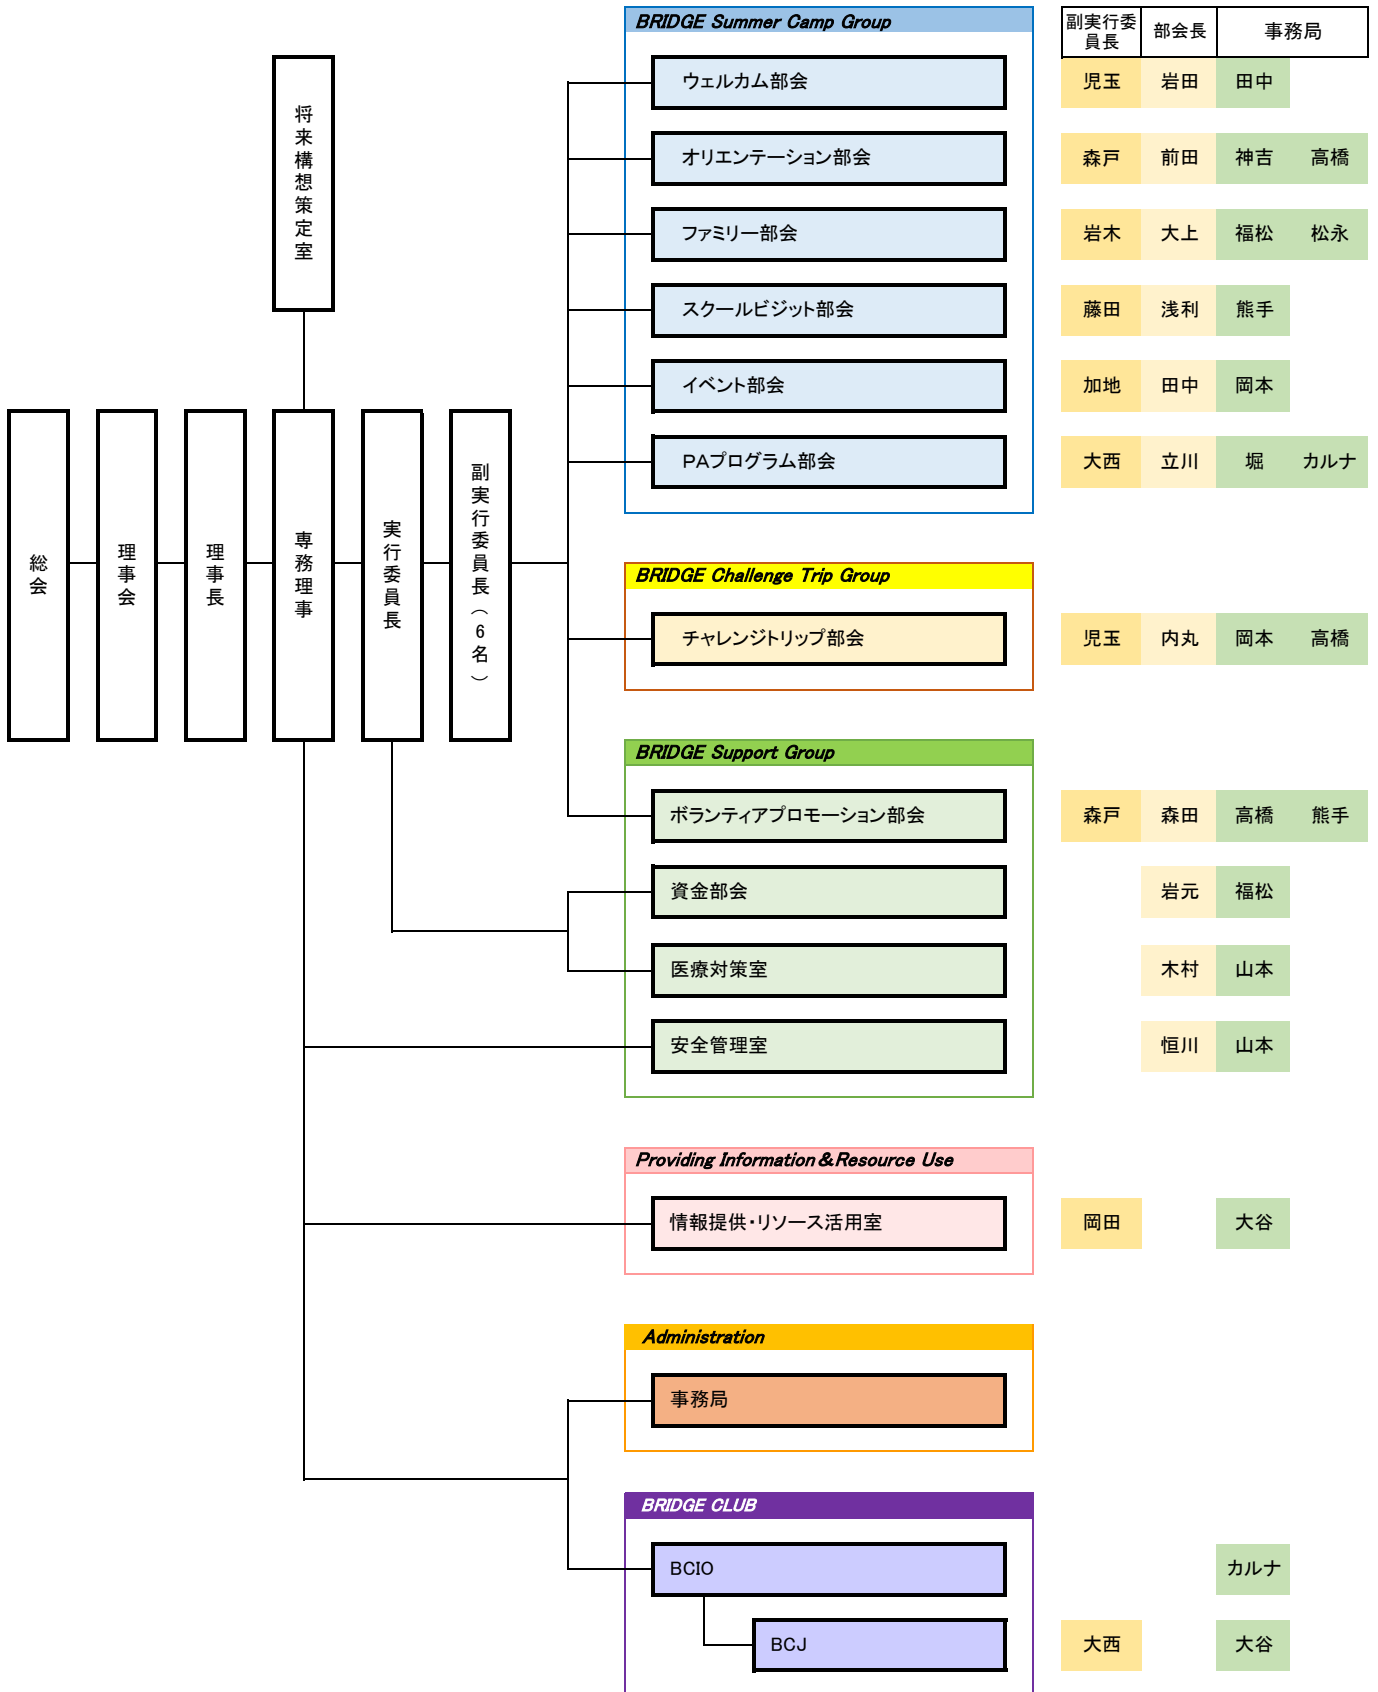 BRIDGE Summer Camp Group
副実行委
員長
部会長
事務局
ウェルカム部会
児玉 岩田 田中
オリエンテーション部会
森戸 前田 神吉 高橋
ファミリー部会
岩木 大上 福松 松永
スクールビジット部会
藤田 浅利 熊手
イベント部会
加地 田中 岡本
PAプログラム部会
大西 立川 堀 カルナ
将来構想策定室
総会
理事会
理事長
専務理事
実行委員長
副実行委員長(6名)
BRIDGE Challenge Trip Group
チャレンジトリップ部会
児玉 内丸 岡本 高橋
BRIDGE Support Group
ボランティアプロモーション部会
森戸 森田 高橋 熊手
資金部会
岩元 福松
医療対策室
木村 山本
安全管理室
恒川 山本
Providing Information&Resource Use
情報提供・リソース活用室
岡田 大谷
Administration
事務局
BRIDGE CLUB
BCIO
カルナ
BCJ
大西 大谷